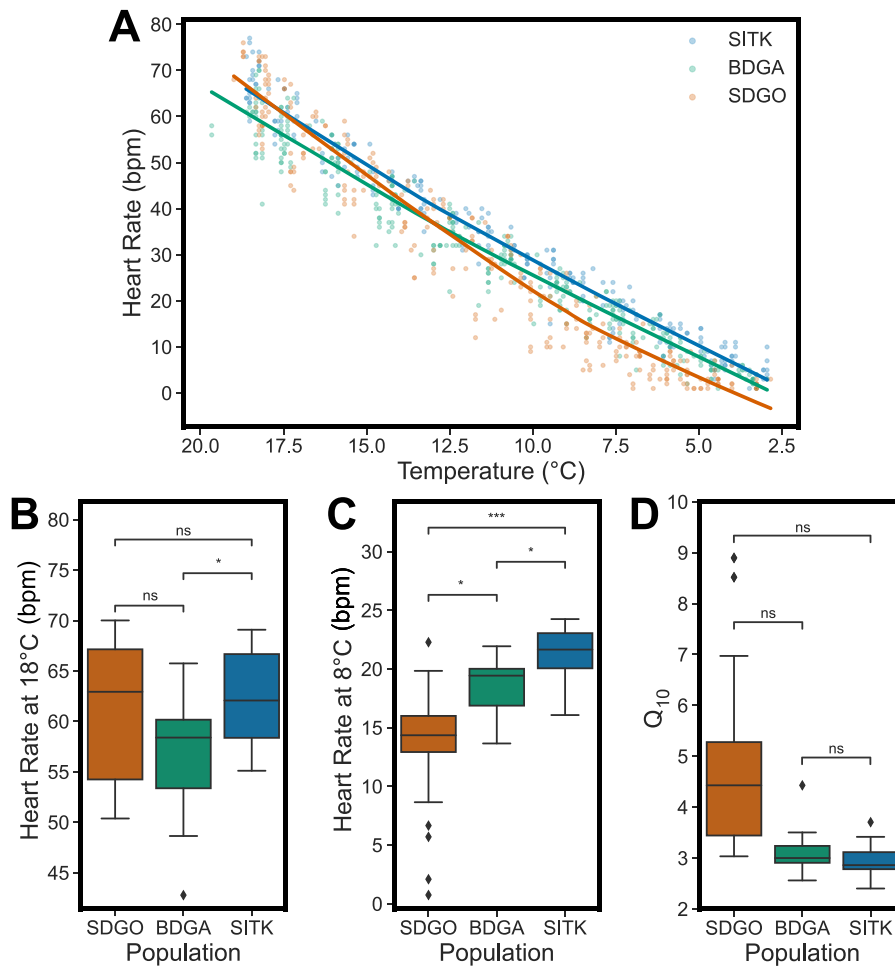 A
80
70
60
50
40
30
20
10
0
Heart Rate (bpm)
SITK
BDGA
SDGO
20.0 17.5 15.0 12.5 10.0 7.5 5.0 2.5
Temperature (°C)
B
80
75
70
65
60
55
50
45
Heart Rate at 18°C (bpm)
ns
*
ns
SDGO BDGA SITK
Population
C
30
25
20
15
10
5
0
Heart Rate at 8°C (bpm)
***
*
*
SDGO BDGA SITK
Population
D
10
9
8
7
6
5
4
3
2
Q10
ns
ns
ns
SDGO BDGA SITK
Population